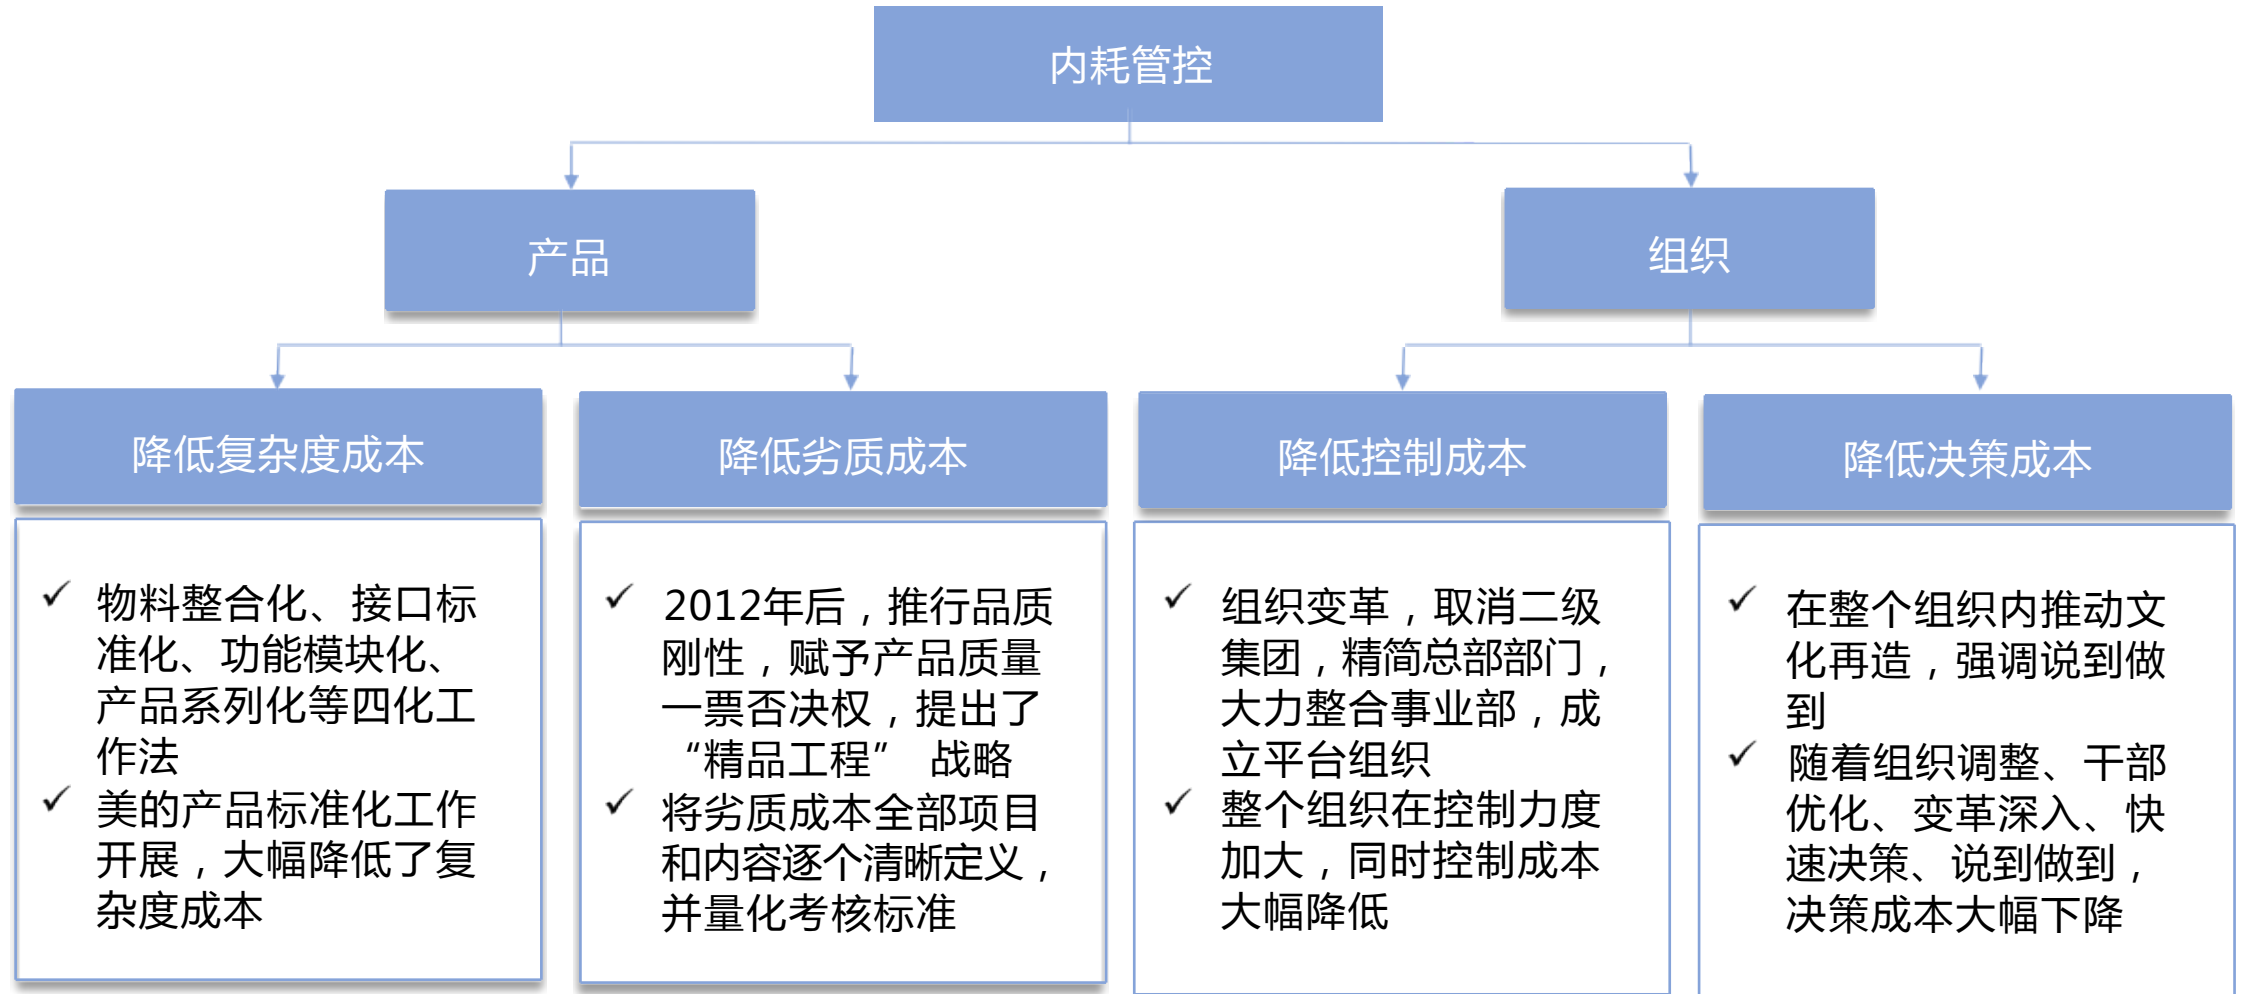 内耗管控
产品
组织
降低复杂度成本
降低劣质成本
降低控制成本
降低决策成本
✓ 物料整合化、接口标
准化、功能模块化、
产品系列化等四化工
作法
✓ 美的产品标准化工作
开展，大幅降低了复
杂度成本
✓ 2012年后，推行品质
刚性，赋予产品质量
一票否决权，提出了
“精品工程” 战略
✓ 将劣质成本全部项目
和内容逐个清晰定义，
并量化考核标准
✓ 组织变革，取消二级
集团，精简总部部门，
大力整合事业部，成
立平台组织
✓ 整个组织在控制力度
加大，同时控制成本
大幅降低
✓ 在整个组织内推动文
化再造，强调说到做
到
✓ 随着组织调整、干部
优化、变革深入、快
速决策、说到做到，
决策成本大幅下降